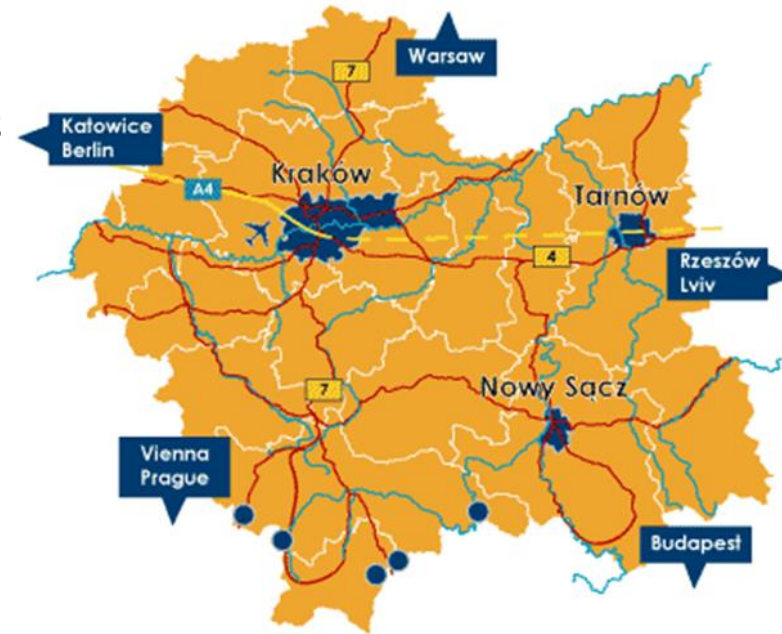 7
Warsaw
Katowice
Berlin
Kraków
A4
Tarnów
4
Rzeszów
Lviv
7
Nowy Sącz
Vienna
Prague
Budapest